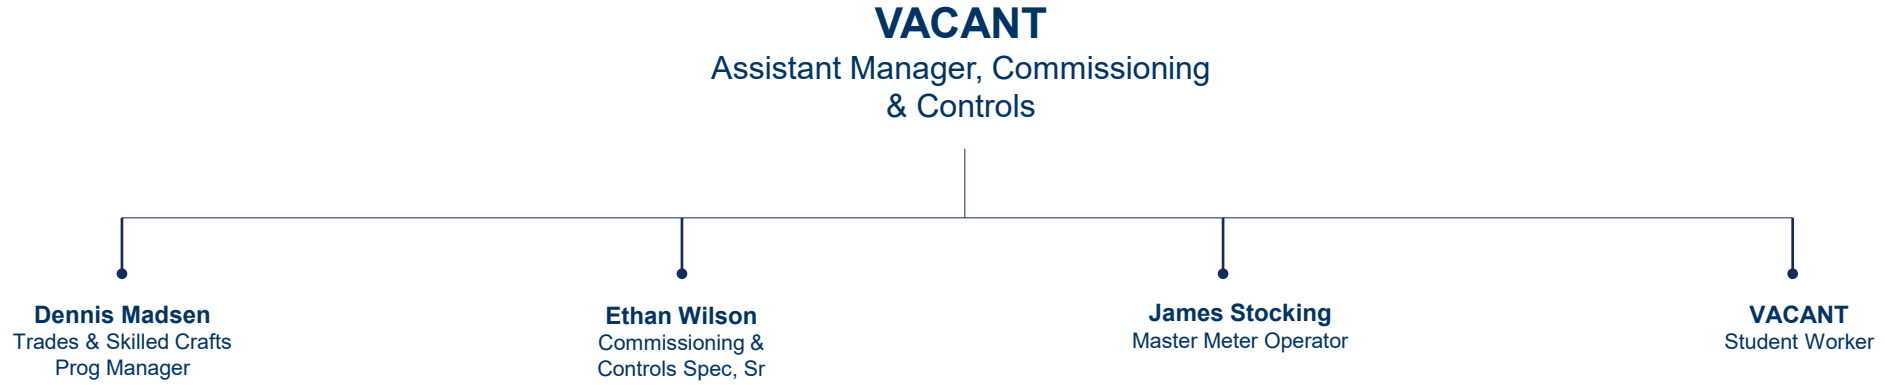 VACANT
Assistant Manager, Commissioning
& Controls
Dennis Madsen
Trades & Skilled Crafts
Prog Manager
Ethan Wilson
Commissioning &
Controls Spec, Sr
James Stocking
Master Meter Operator
VACANT
Student Worker